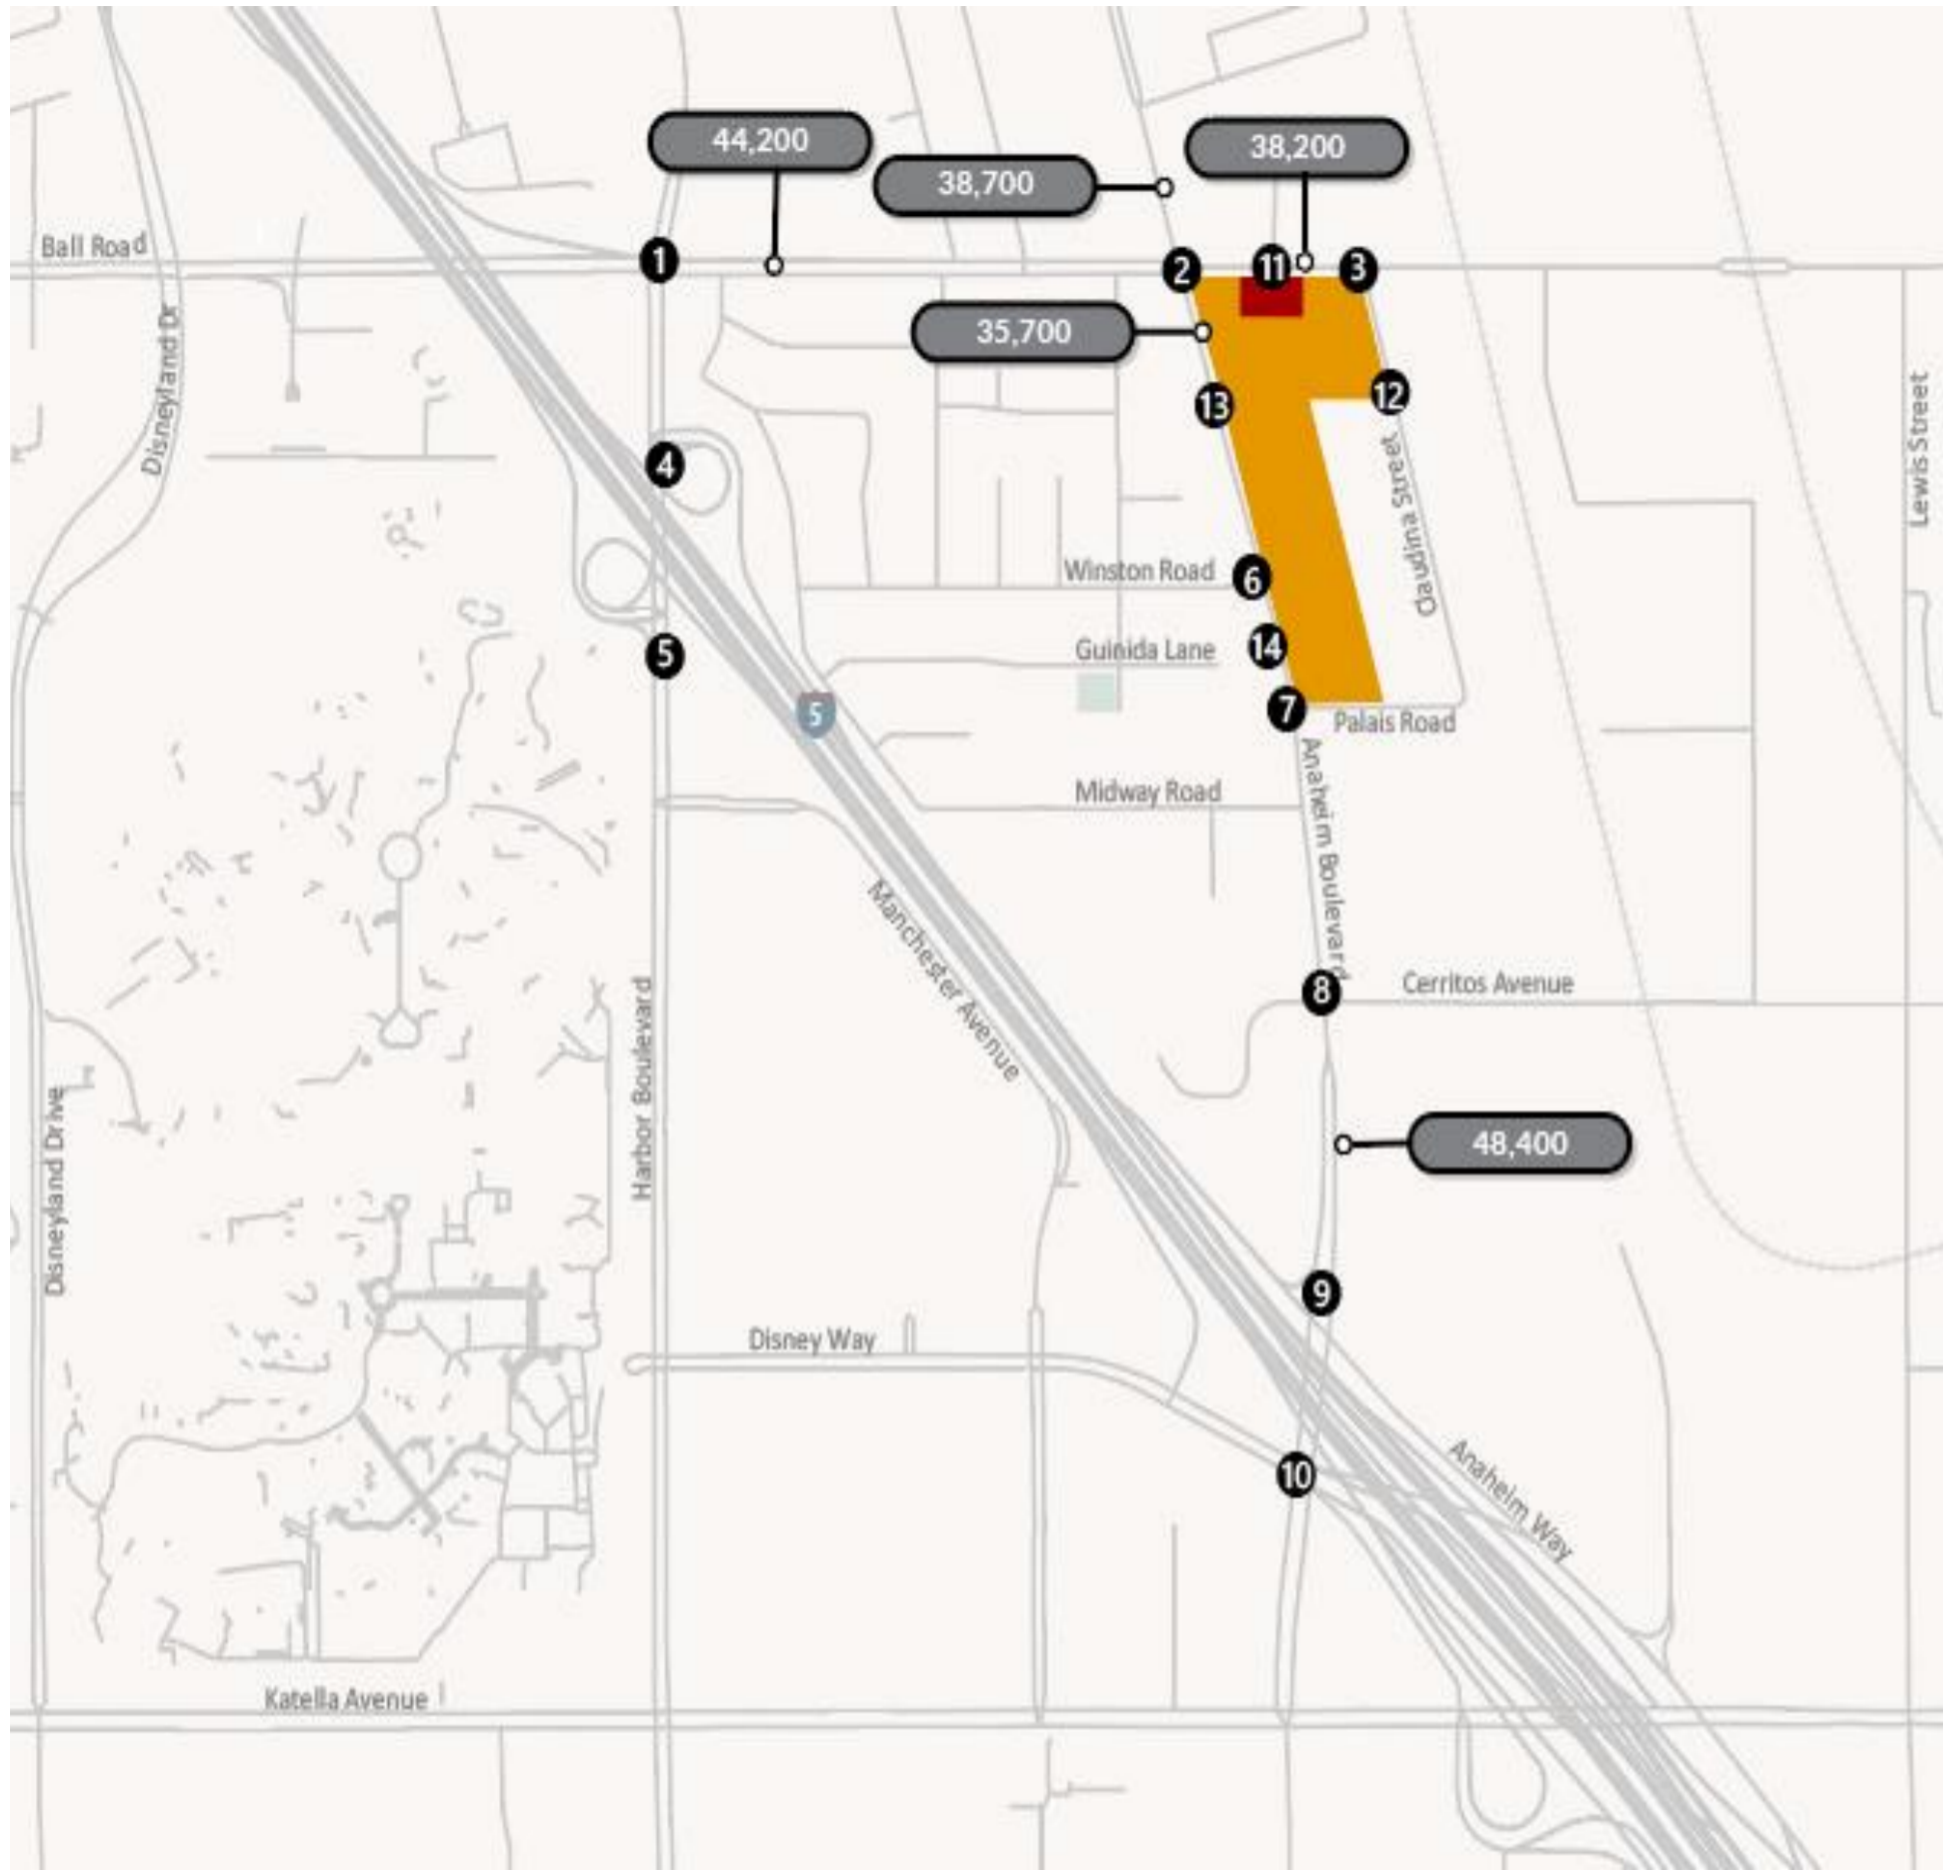 44,200
38,200
38,700
Ball Road
1
2
11
3
35,700
Disneyland Dr
13
12
4
Claudina Street
Lewis Street
Winston Road
6
5
Guinida Lane
14
5
7
Palais Road
Midway Road
Anaheim Boulevard
Manchester Avenue
8
Cerritos Avenue
Harbor Boulevard
Disneyland Drive
48,400
9
Disney Way
10
Anaheim Way
Katella Avenue